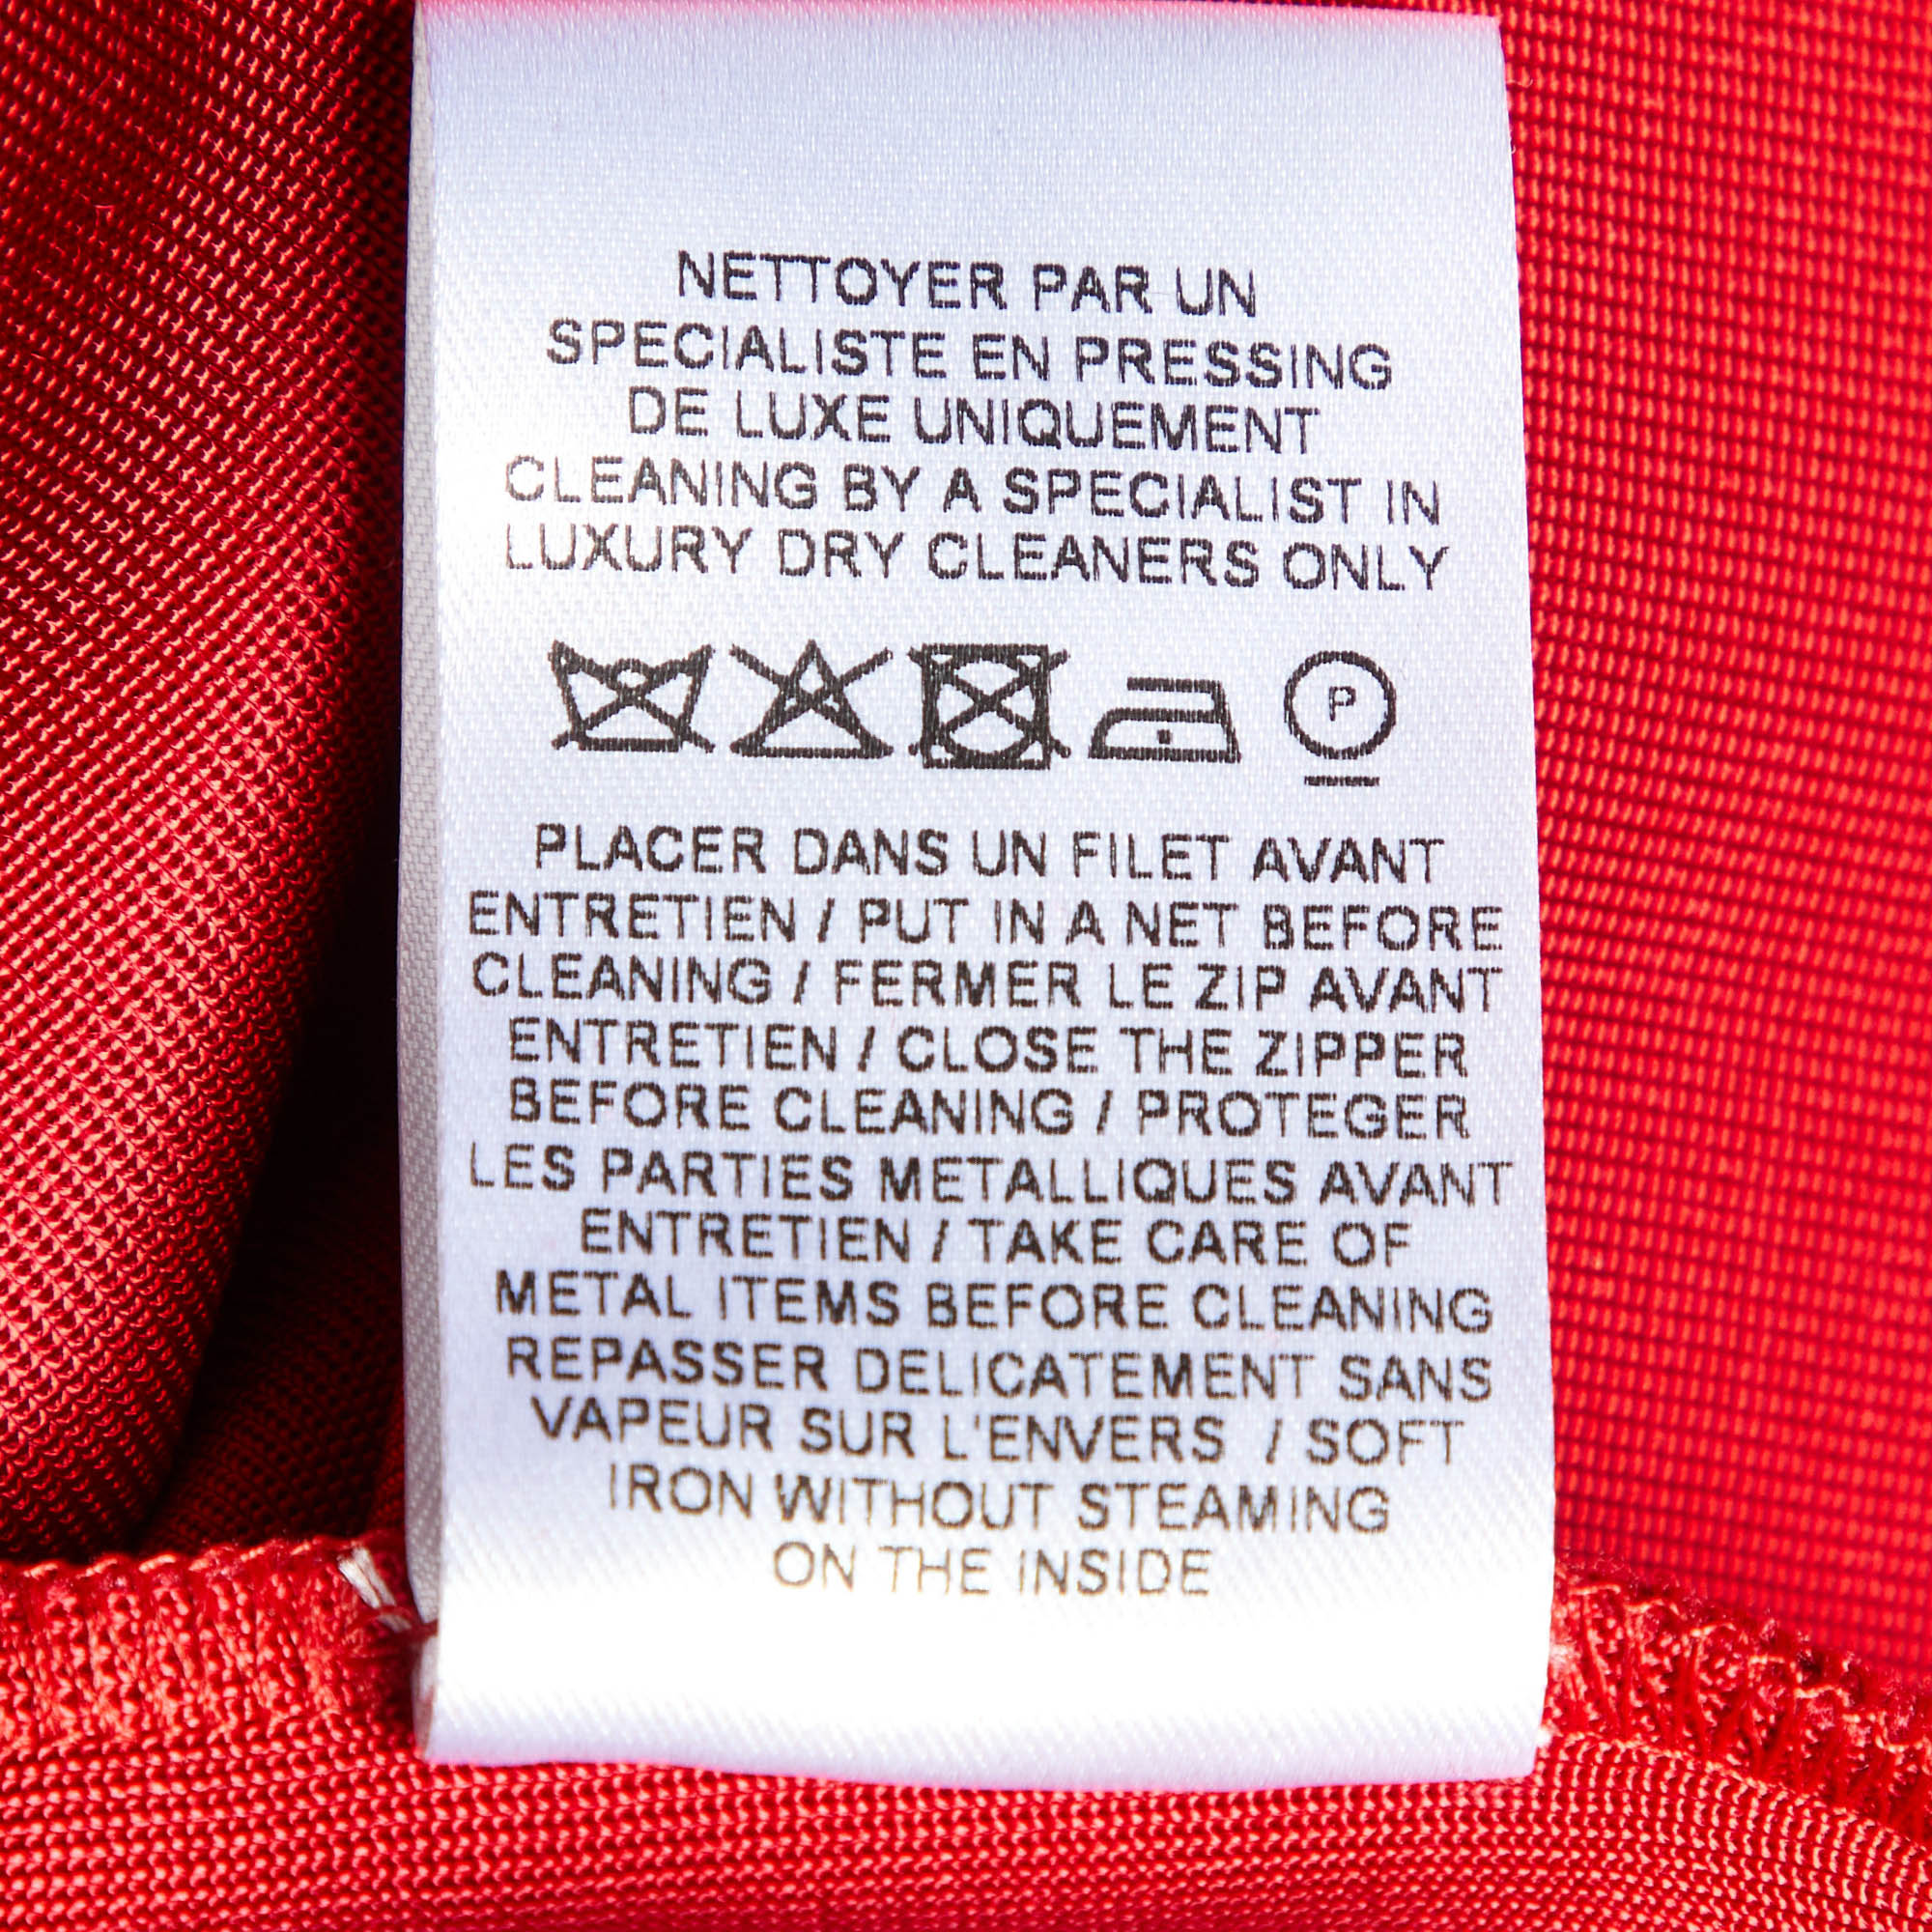 NETTOYER PAR UN
SPECIALISTE EN PRESSING
DE LUXE UNIQUEMENT
CLEANING BY A SPECIALIST IN
LUXURY DRY CLEANERS ONLY
P
PLACER DANS UN FILET AVANT
ENTRETIEN / PUT IN A NET BEFORE
CLEANING / FERMER LE ZIP AVANT
ENTRETIEN / CLOSE THE ZIPPER
BEFORE CLEANING / PROTEGER
LES PARTIES METALLIQUES AVANT
ENTRETIEN / TAKE CARE OF
METAL ITEMS BEFORE CLEANING
REPASSER DELICATEMENT SANS
VAPEUR SUR L'ENVERS / SOFT
IRON WITHOUT STEAMING
ON THE INSIDE